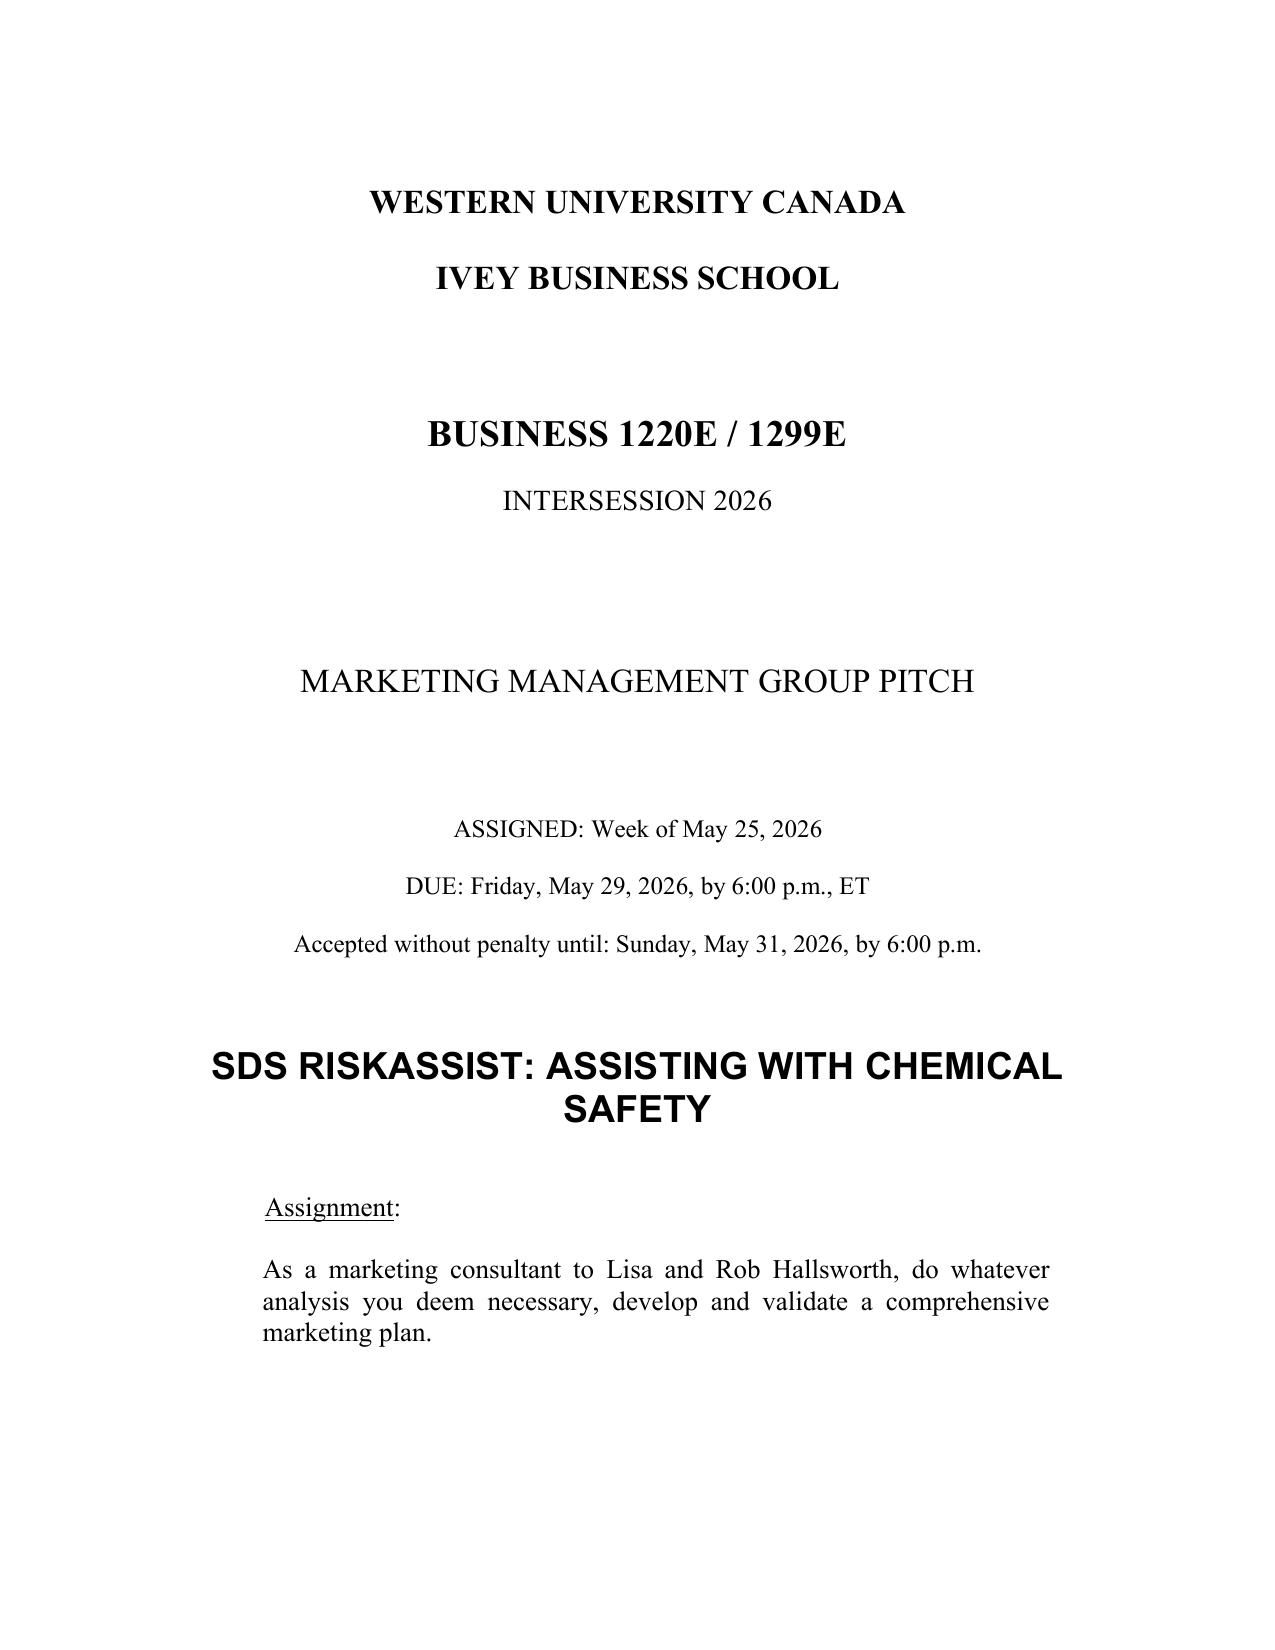 WESTERN UNIVERSITY CANADA
IVEY BUSINESS SCHOOL
BUSINESS 1220E / 1299E
INTERSESSION 2026
MARKETING MANAGEMENT GROUP PITCH
ASSIGNED: Week of May 25, 2026
DUE: Friday, May 29, 2026, by 6:00 p.m., ET
Accepted without penalty until: Sunday, May 31, 2026, by 6:00 p.m.
SDS RISKASSIST: ASSISTING WITH CHEMICAL
SAFETY
Assignment:
As a marketing consultant to Lisa and Rob Hallsworth, do whatever
analysis you deem necessary, develop and validate a comprehensive
marketing plan.